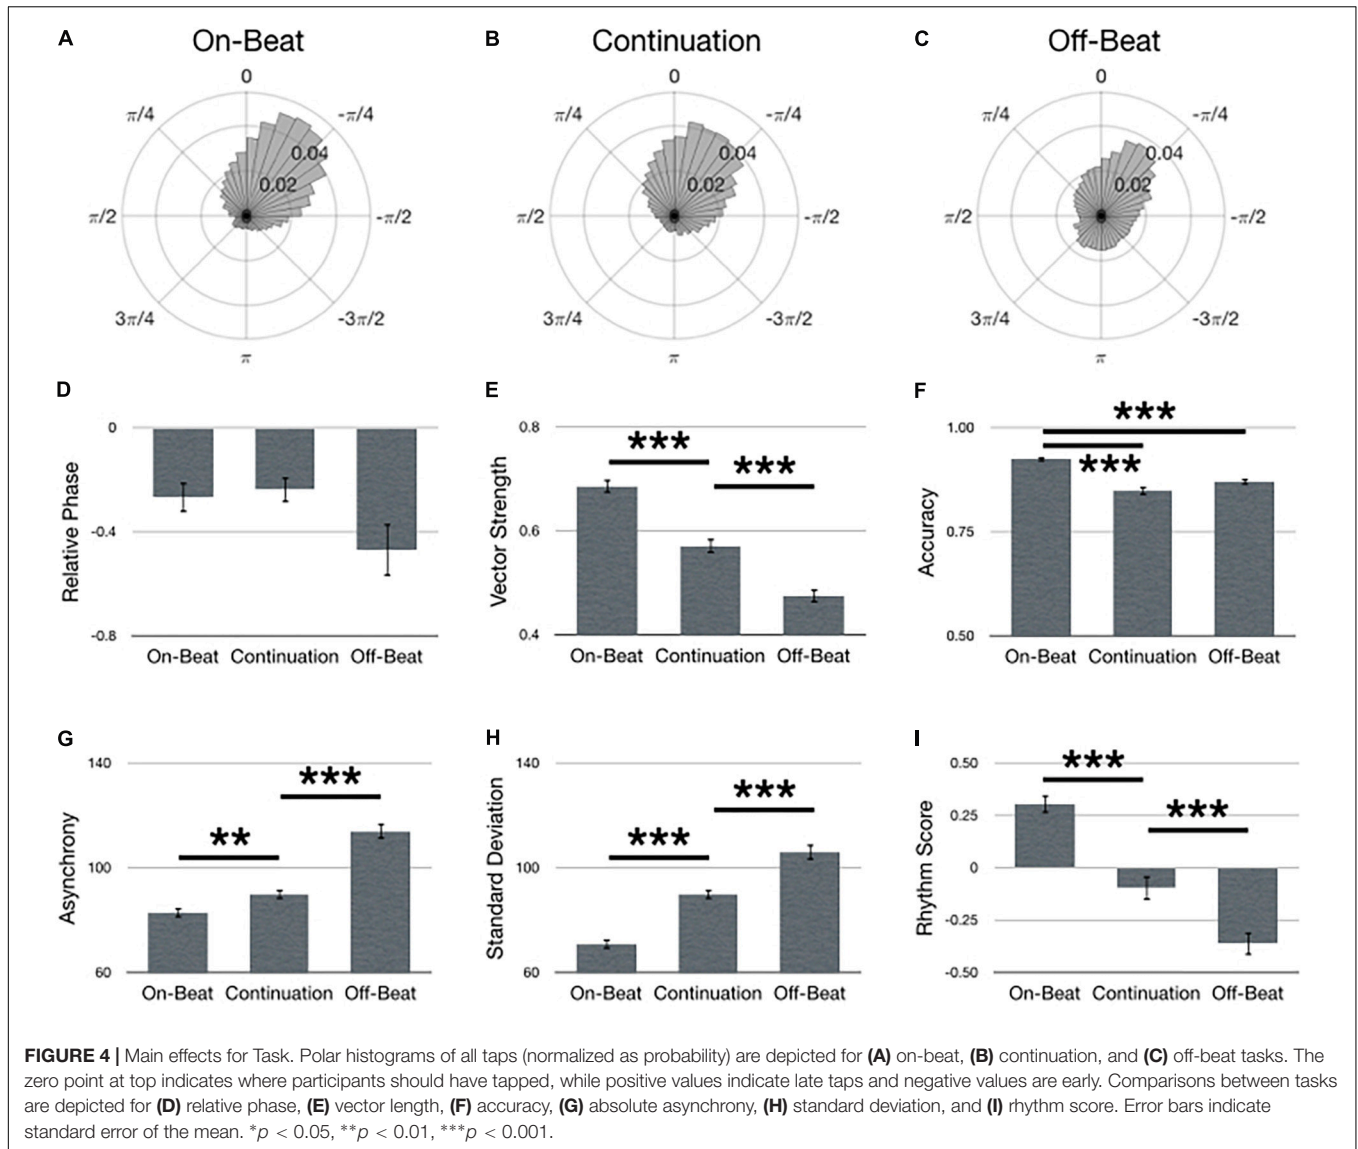 A On-Beat
0
π/4 -π/4
0.04
0.02
π/2 -π/2
3π/4 -3π/2
π
B Continuation
0
π/4 -π/4
0.04
0.02
π/2 -π/2
3π/4 -3π/2
π
C Off-Beat
0
π/4 -π/4
0.04
0.02
π/2 -π/2
3π/4 -3π/2
π
D
Relative Phase
0
-0.4
-0.8
On-Beat Continuation Off-Beat
E
Vector Strength
0.8
0.6
0.4
***
***
On-Beat Continuation Off-Beat
F
Accuracy
1.00
0.75
0.50
***
***
On-Beat Continuation Off-Beat
G
Asynchrony
140
100
60
***
**
On-Beat Continuation Off-Beat
H
Standard Deviation
140
100
60
***
***
On-Beat Continuation Off-Beat
I
Rhythm Score
0.50
0.25
0
-0.25
-0.50
***
***
On-Beat Continuation Off-Beat
FIGURE 4 | Main effects for Task. Polar histograms of all taps (normalized as probability) are depicted for (A) on-beat, (B) continuation, and (C) off-beat tasks. The
zero point at top indicates where participants should have tapped, while positive values indicate late taps and negative values are early. Comparisons between tasks
are depicted for (D) relative phase, (E) vector length, (F) accuracy, (G) absolute asynchrony, (H) standard deviation, and (I) rhythm score. Error bars indicate
standard error of the mean. *p < 0.05, **p < 0.01, ***p < 0.001.